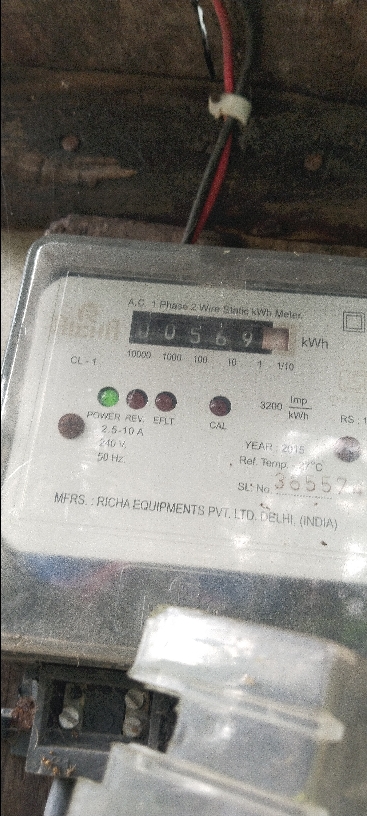 A.C. 1 Phase 2 Wire Static kWh Meter.
00569
kWh
10000 1000 100 10 1 1/10
CL - 1
POWER REV. EFLT CAL
3200 Imp/kWh
RS : 1
2.5-10 A
240 V
50 Hz
YEAR : 2015
Ref. Temp. 27°C
SL. No.
MFRS. : RICHA EQUIPMENTS PVT. LTD. DELHI, (INDIA)